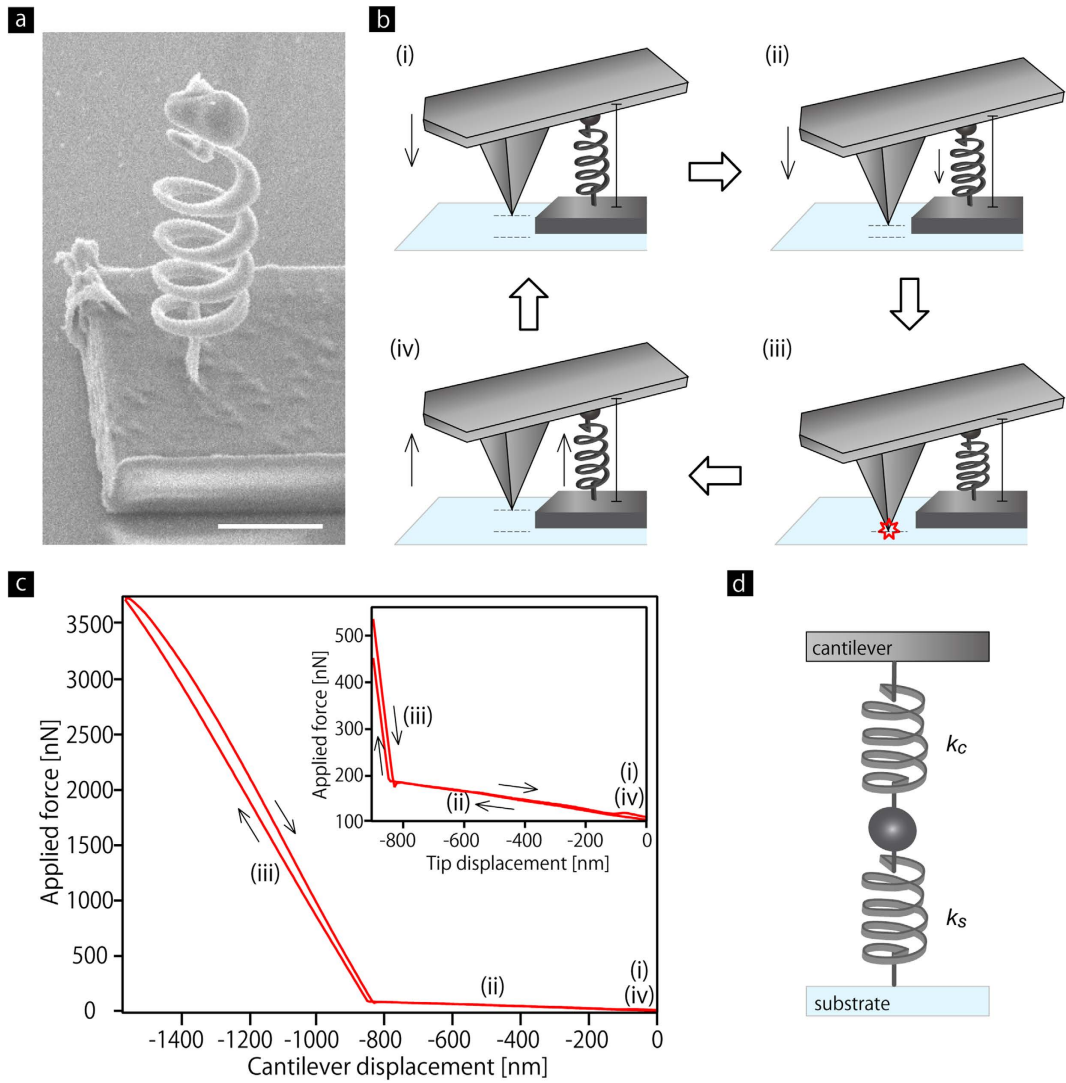 a
b
(i)
(ii)
(iv)
(iii)
c
Applied force [nN]
3500
3000
2500
2000
1500
1000
500
0
-1400
-1200
-1000
-800
-600
-400
-200
0
Cantilever displacement [nm]
(iii)
(ii)
(i)
(iv)
Applied force [nN]
500
400
300
200
100
-800
-600
-400
-200
0
Tip displacement [nm]
(iii)
(ii)
(i)
(iv)
d
cantilever
kc
ks
substrate